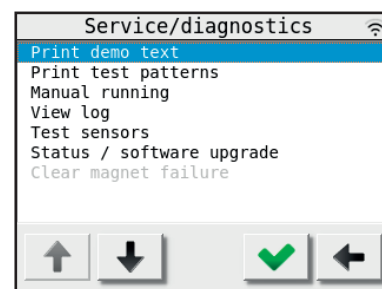 Service/diagnostics
Print demo text
Print test patterns
Manual running
View log
Test sensors
Status / software upgrade
Clear magnet failure